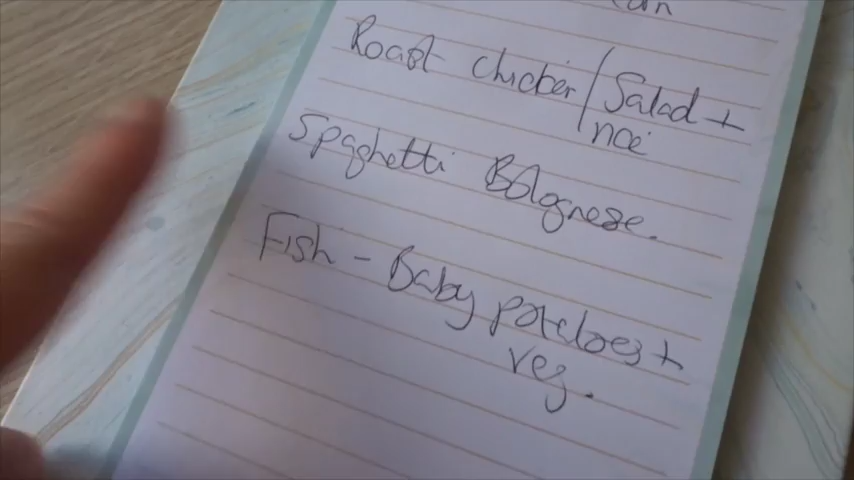 Roast chicken / Salad +
rice
Spaghetti Bolognese.
Fish - Baby potatoes +
veg.